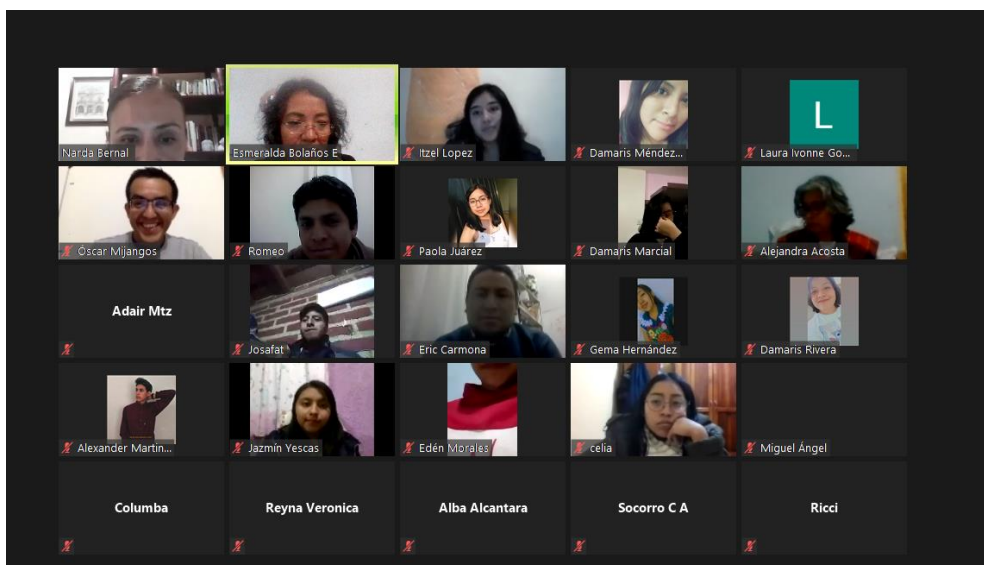 Narda Bernal
Esmeralda Bolaños E
Itzel Lopez
Damaris Méndez...
L
Laura Ivonne Go...
Óscar Mijangos
Romeo
Paola Juárez
Damaris Marcial
Alejandra Acosta
Adair Mtz
Josafat
Eric Carmona
Gema Hernández
Damaris Rivera
Alexander Martin...
Jazmín Yescas
Edén Morales
celia
Miguel Ángel
Columba
Reyna Veronica
Alba Alcantara
Socorro C A
Ricci